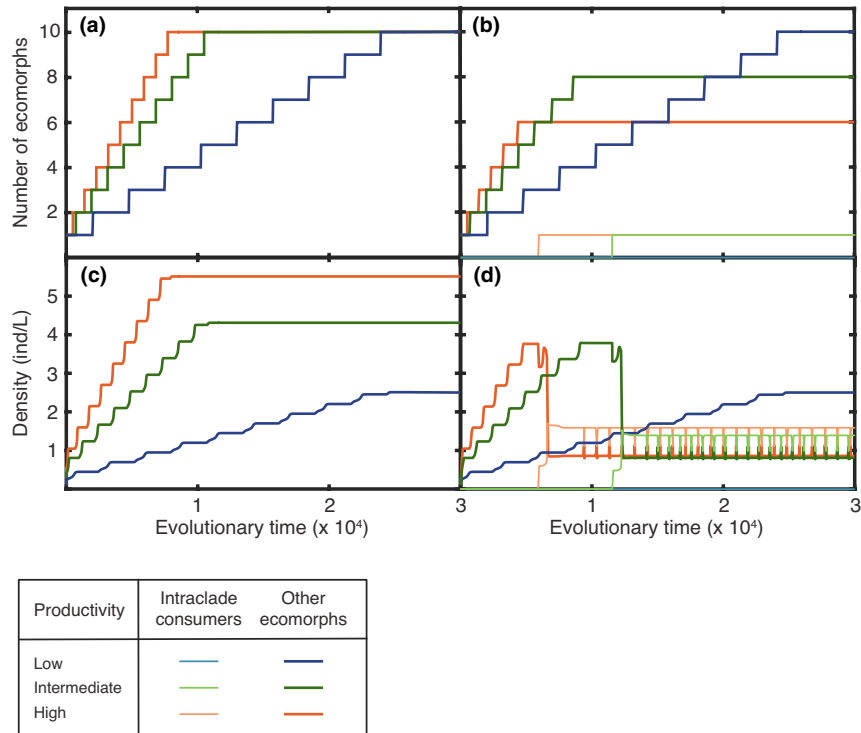 (a)
(b)
Number of ecomorphs
10
8
6
4
2
(c)
(d)
Density (ind/L)
5
4
3
2
1
1
2
3
1
2
3
Evolutionary time (x 10⁴)
Evolutionary time (x 10⁴)
Productivity
Intraclade consumers
Other ecomorphs
Low
Intermediate
High